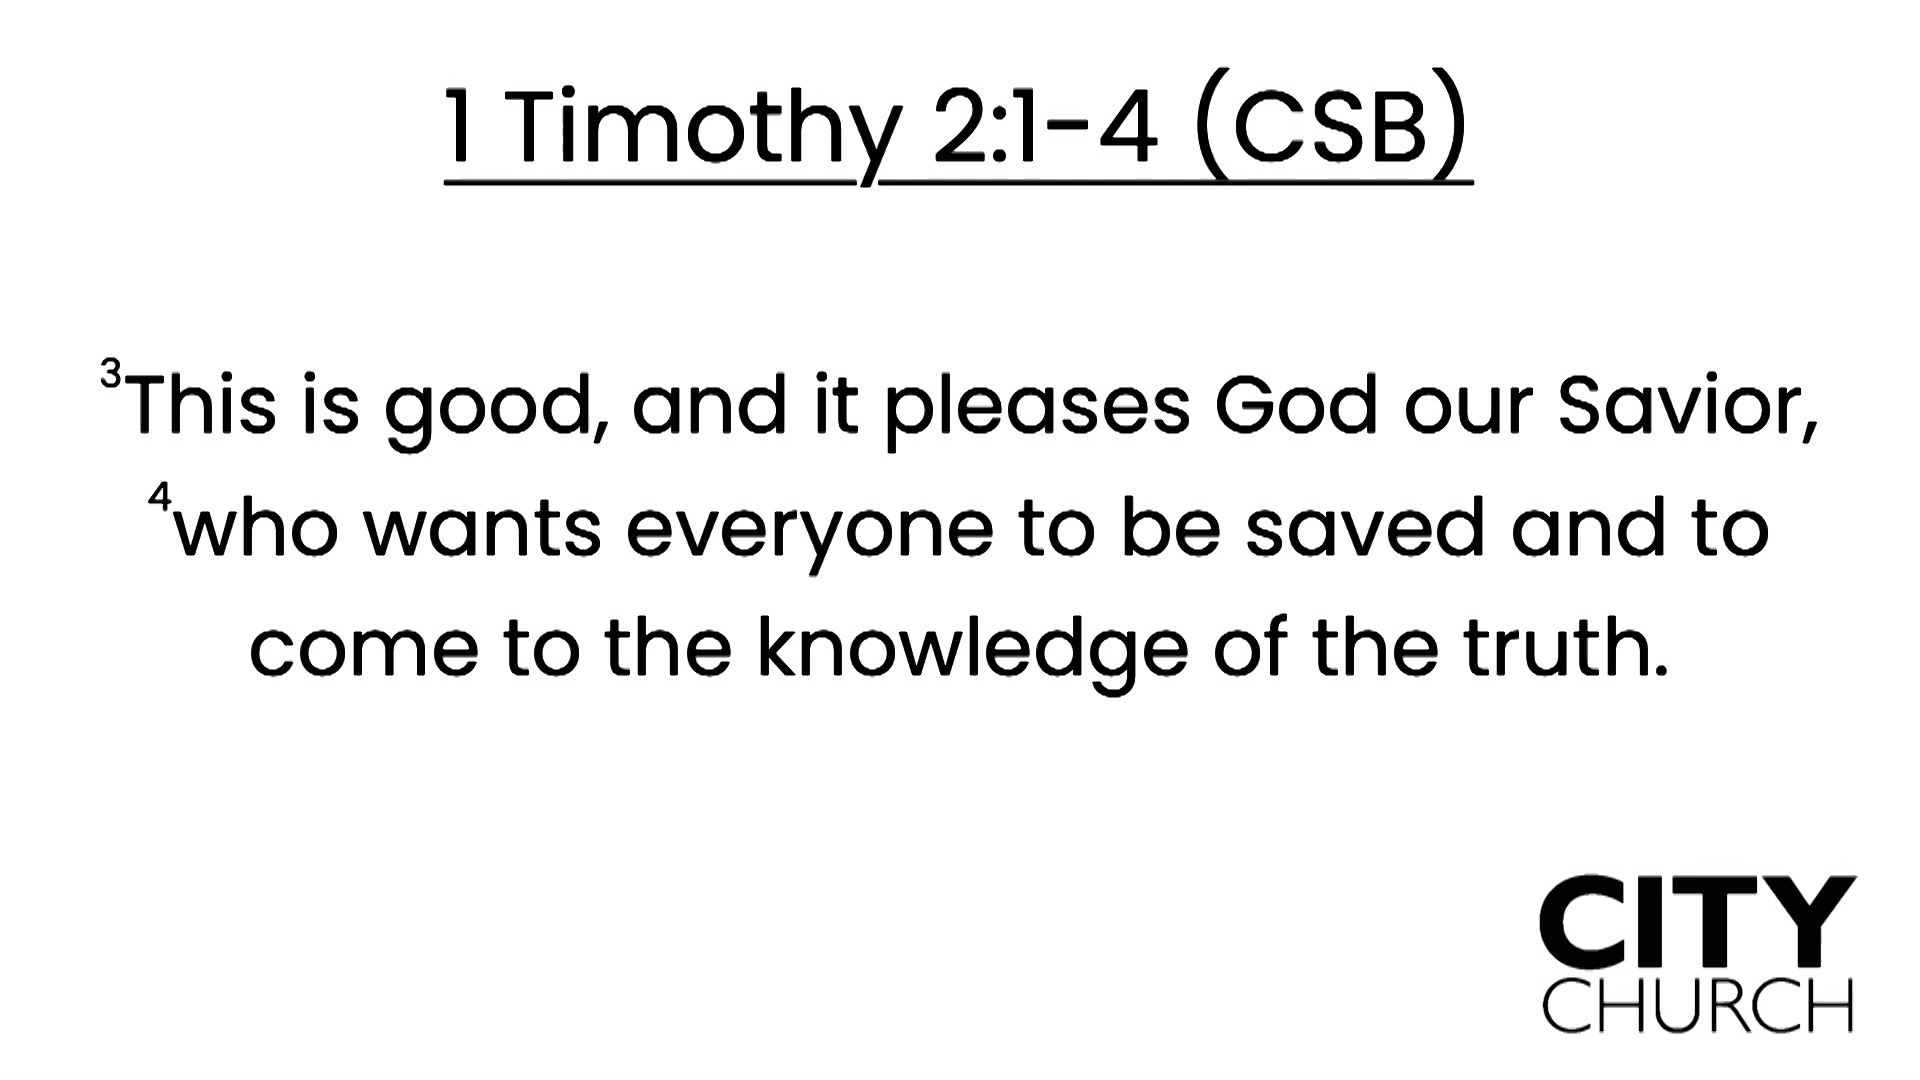 1 Timothy 2:1-4 (CSB)
³This is good, and it pleases God our Savior,
⁴who wants everyone to be saved and to
come to the knowledge of the truth.
CITY
CHURCH